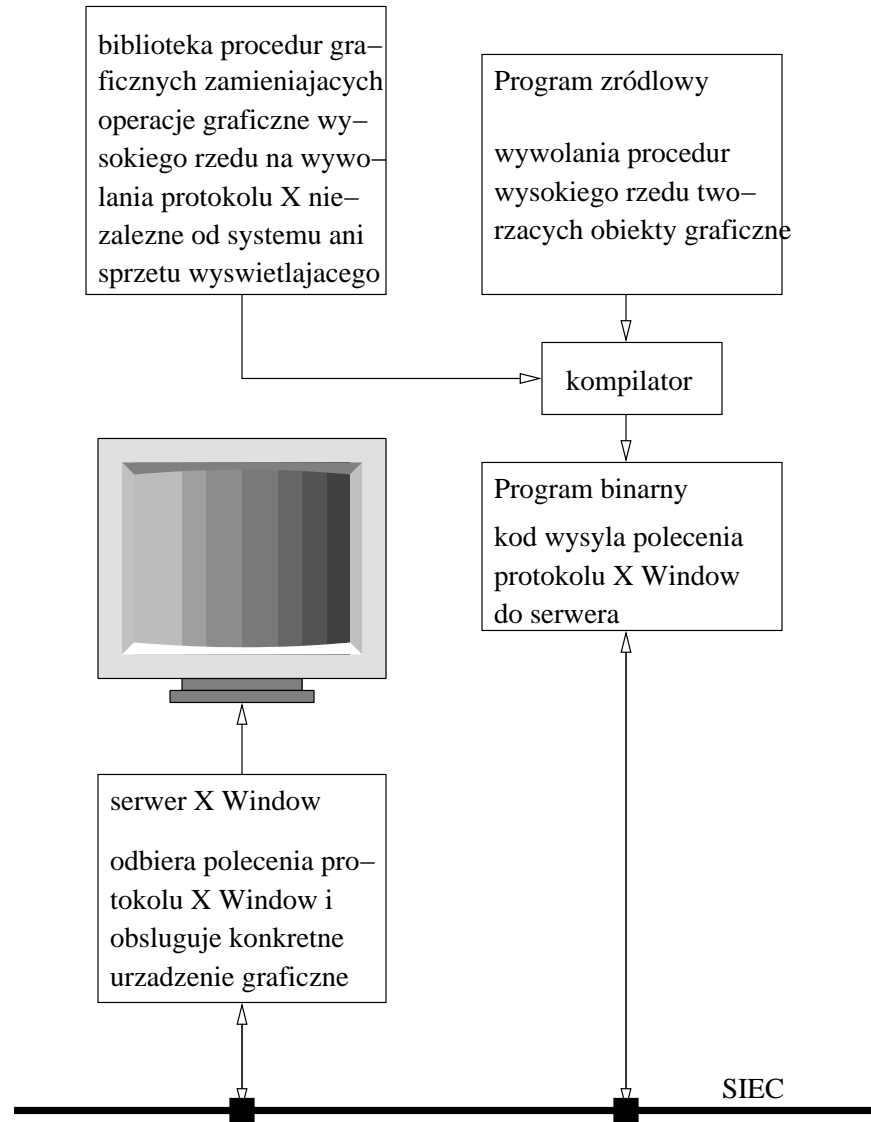 biblioteka procedur gra–
ficznych zamieniajacych
operacje graficzne wy–
sokiego rzedu na wywo–
lania protokolu X nie–
zalezne od systemu ani
sprzetu wyswietlajacego
Program zródlowy
wywolania procedur
wysokiego rzedu two–
rzacych obiekty graficzne
kompilator
Program binarny
kod wysyla polecenia
protokolu X Window
do serwera
serwer X Window
odbiera polecenia pro–
tokolu X Window i
obsluguje konkretne
urzadzenie graficzne
SIEC